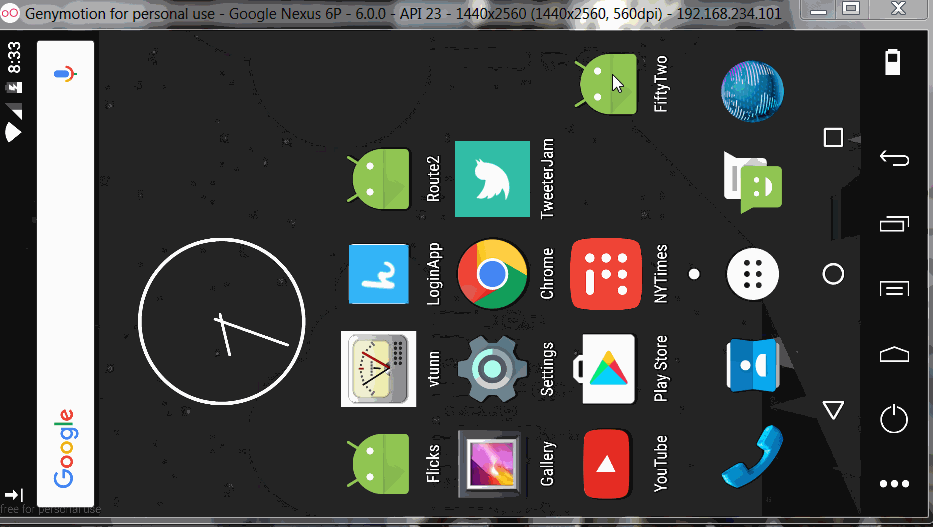 Genymotion for personal use - Google Nexus 6P - 6.0.0 - API 23 - 1440x2560 (1440x2560, 560dpi) - 192.168.234.101
8:33
Google
Flicks
vtunn
LoginApp
Route2
Gallery
Settings
Chrome
TweeterJam
YouTube
Play Store
NYTimes
FiftyTwo
free for personal use